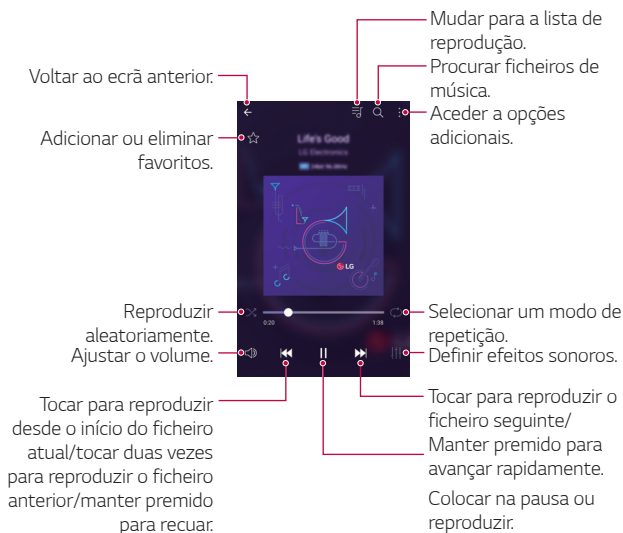 Mudar para a lista de
reprodução.
Voltar ao ecrã anterior.
Procurar ficheiros de
música.
Aceder a opções
adicionais.
Adicionar ou eliminar
favoritos.
Life's Good
LG Electronics
LG
0:20
1:38
Reproduzir
aleatoriamente.
Selecionar um modo de
repetição.
Ajustar o volume.
Definir efeitos sonoros.
Tocar para reproduzir
desde o início do ficheiro
atual/tocar duas vezes
para reproduzir o ficheiro
anterior/manter premido
para recuar.
Tocar para reproduzir o
ficheiro seguinte/
Manter premido para
avançar rapidamente.
Colocar na pausa ou
reproduzir.